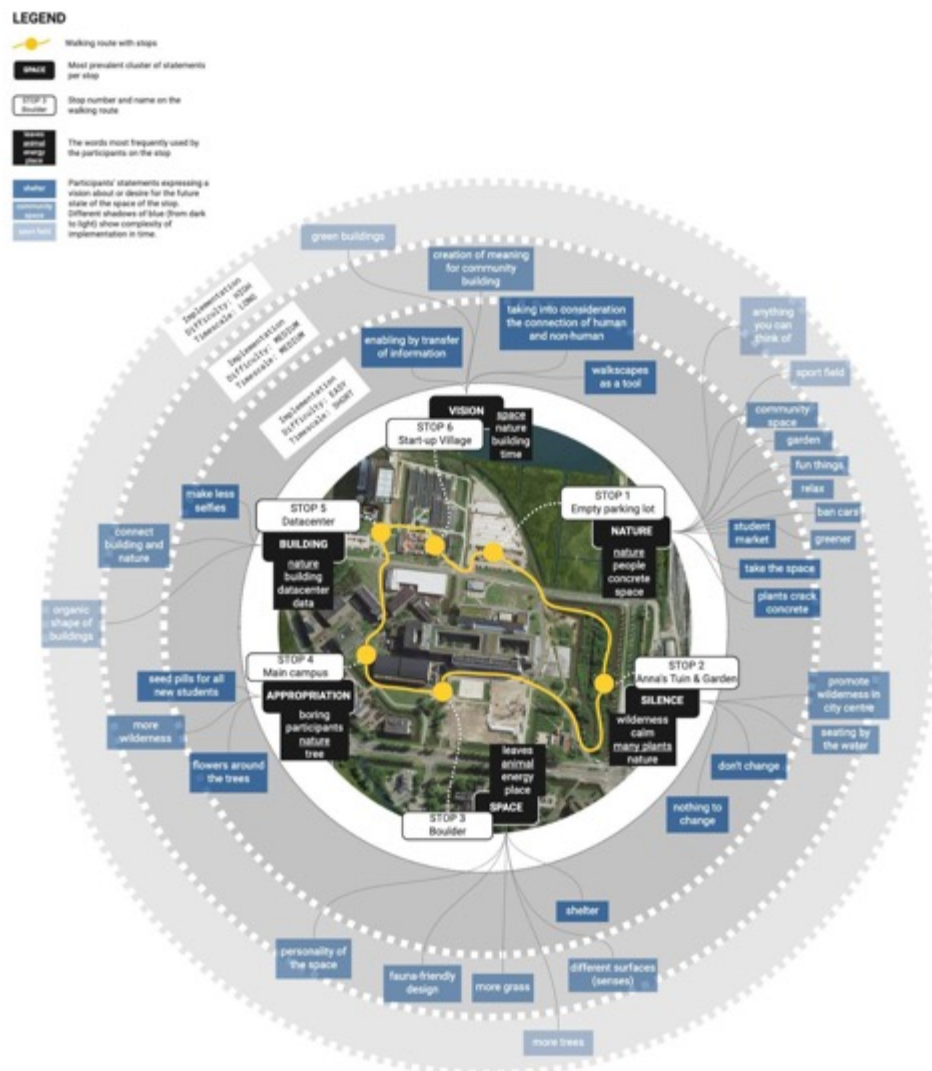 LEGEND
Walking route with stops
SPACE
Most prevalent cluster of statements
per stop
STOP 3
Boulder
Stop number and name on the
walking route
leaves
animal
energy
place
The words most frequently used by
the participants on the stop
shelter
community
space
sport field
Participants' statements expressing a
vision about or desire for the future
state of the space of the stop.
Different shadows of blue (from dark
to light) show complexity of
implementation in time.
Implementation
Difficulty: HIGH
Timescale: LONG
Implementation
Difficulty: MEDIUM
Timescale: MEDIUM
Implementation
Difficulty: EASY
Timescale: SHORT
green buildings
creation of meaning
for community
building
enabling by transfer
of information
taking into consideration
the connection of human
and non-human
walkscapes
as a tool
VISION
STOP 6
Start-up Village
space
nature
building
time
anything
you can
think of
sport field
community
space
garden
fun things
relax
ban cars
student
market
greener
take the space
plants crack
concrete
STOP 1
Empty parking lot
NATURE
nature
people
concrete
space
make less
selfies
connect
building and
nature
organic
shape of
buildings
STOP 5
Datacenter
BUILDING
nature
building
datacenter
data
STOP 2
Anna's Tuin & Garden
SILENCE
wilderness
calm
many plants
nature
promote
wilderness in
city centre
seating by
the water
don't change
nothing to
change
STOP 4
Main campus
APPROPRIATION
boring
participants
nature
tree
seed pills for all
new students
more
wilderness
flowers around
the trees
leaves
animal
energy
place
SPACE
STOP 3
Boulder
shelter
personality of
the space
fauna-friendly
design
more grass
different surfaces
(senses)
more trees